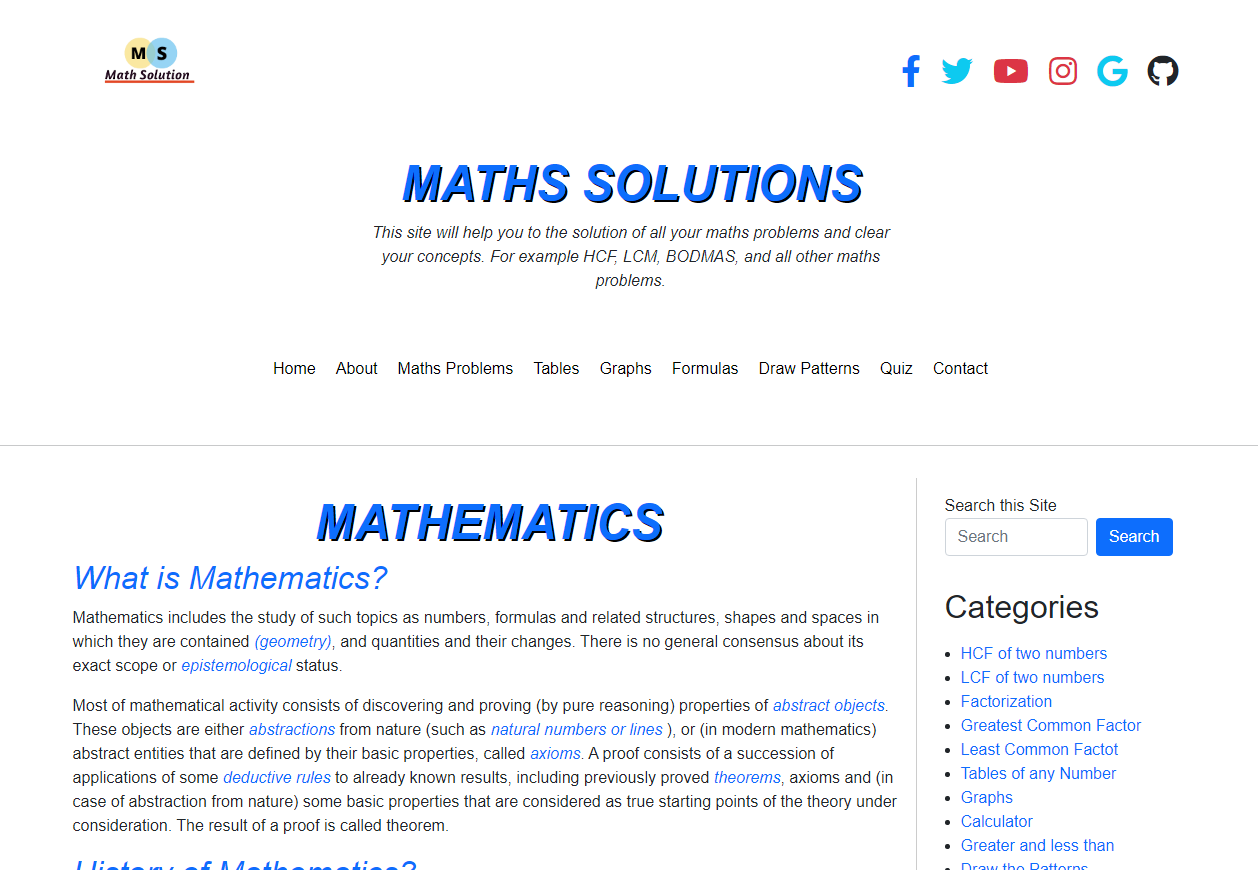 M S
Math Solution
MATHS SOLUTIONS
This site will help you to the solution of all your maths problems and clear
your concepts. For example HCF, LCM, BODMAS, and all other maths
problems.
Home About Maths Problems Tables Graphs Formulas Draw Patterns Quiz Contact
MATHEMATICS
What is Mathematics?
Mathematics includes the study of such topics as numbers, formulas and related structures, shapes and spaces in
which they are contained (geometry), and quantities and their changes. There is no general consensus about its
exact scope or epistemological status.
Most of mathematical activity consists of discovering and proving (by pure reasoning) properties of abstract objects.
These objects are either abstractions from nature (such as natural numbers or lines ), or (in modern mathematics)
abstract entities that are defined by their basic properties, called axioms. A proof consists of a succession of
applications of some deductive rules to already known results, including previously proved theorems, axioms and (in
case of abstraction from nature) some basic properties that are considered as true starting points of the theory under
consideration. The result of a proof is called theorem.
History of Mathematics?
Search this Site
Search Search
Categories
HCF of two numbers
LCF of two numbers
Factorization
Greatest Common Factor
Least Common Factot
Tables of any Number
Graphs
Calculator
Greater and less than
Draw the Patterns